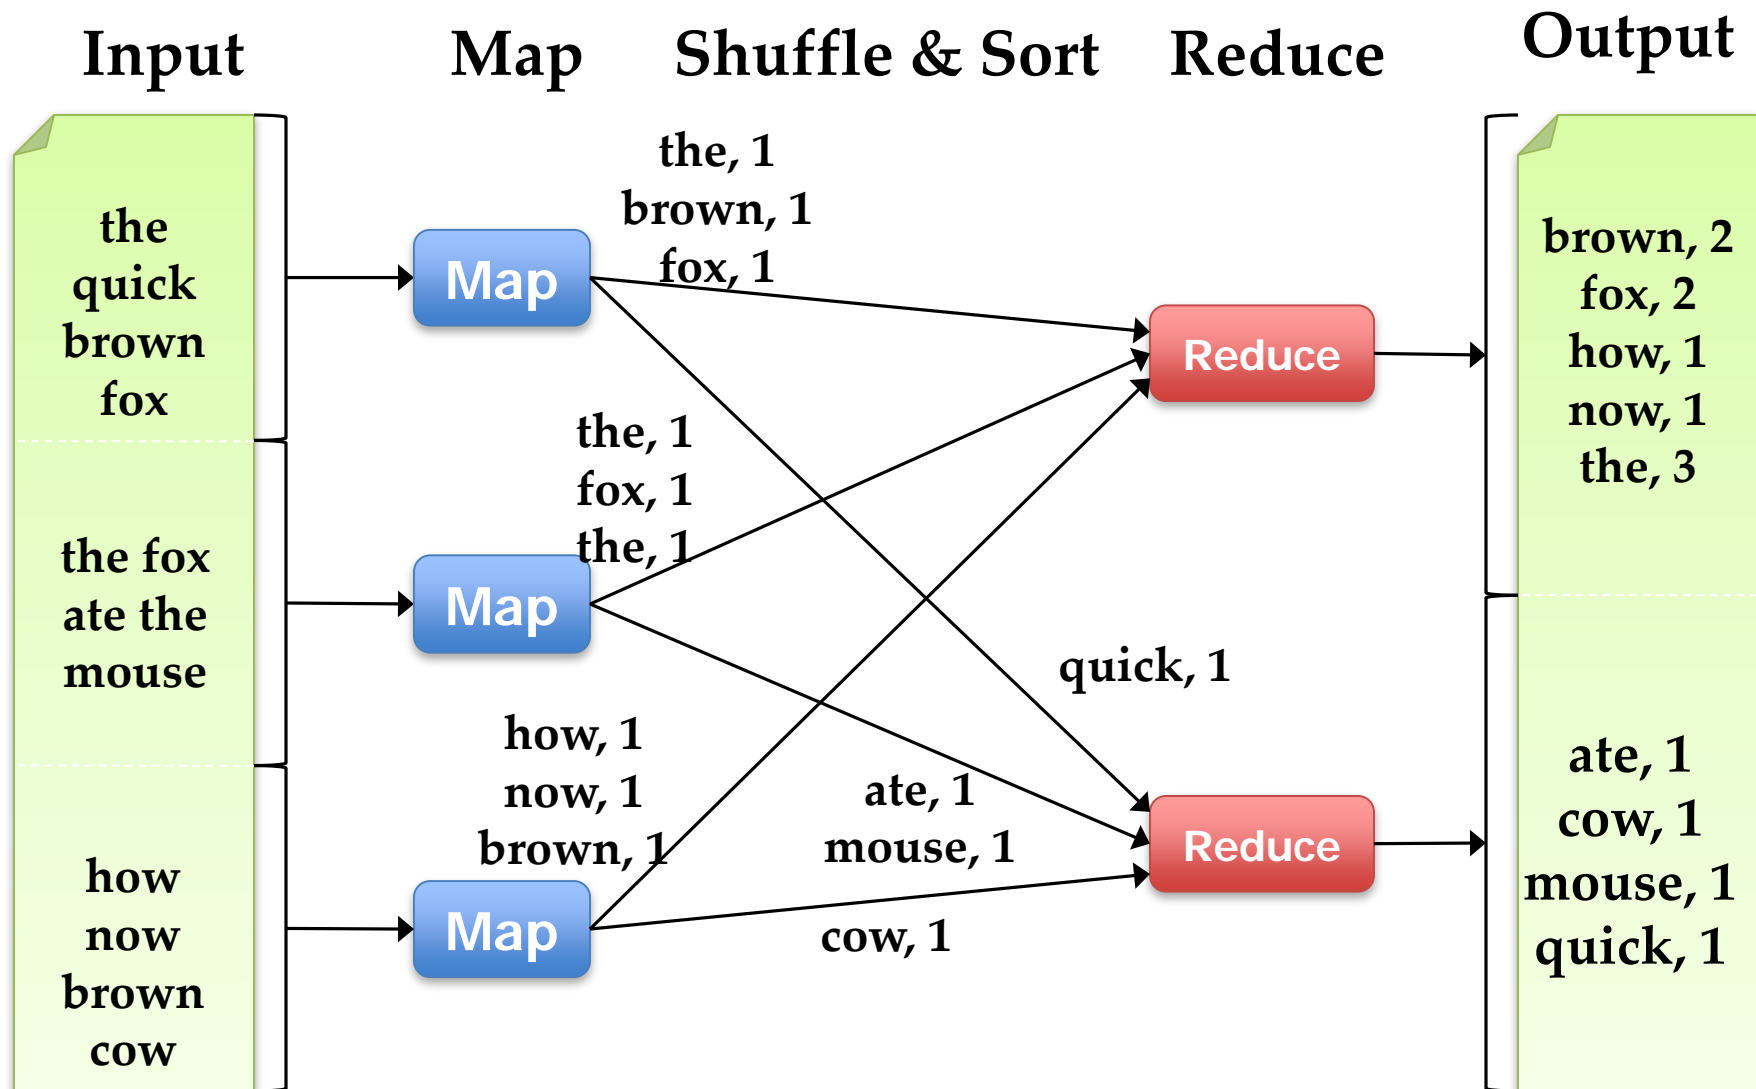 Input
Map
Shuffle & Sort
Reduce
Output
the
quick
brown
fox
the fox
ate the
mouse
how
now
brown
cow
Map
Map
Map
the, 1
brown, 1
fox, 1
the, 1
fox, 1
the, 1
how, 1
now, 1
brown, 1
quick, 1
ate, 1
mouse, 1
cow, 1
Reduce
Reduce
brown, 2
fox, 2
how, 1
now, 1
the, 3
ate, 1
cow, 1
mouse, 1
quick, 1